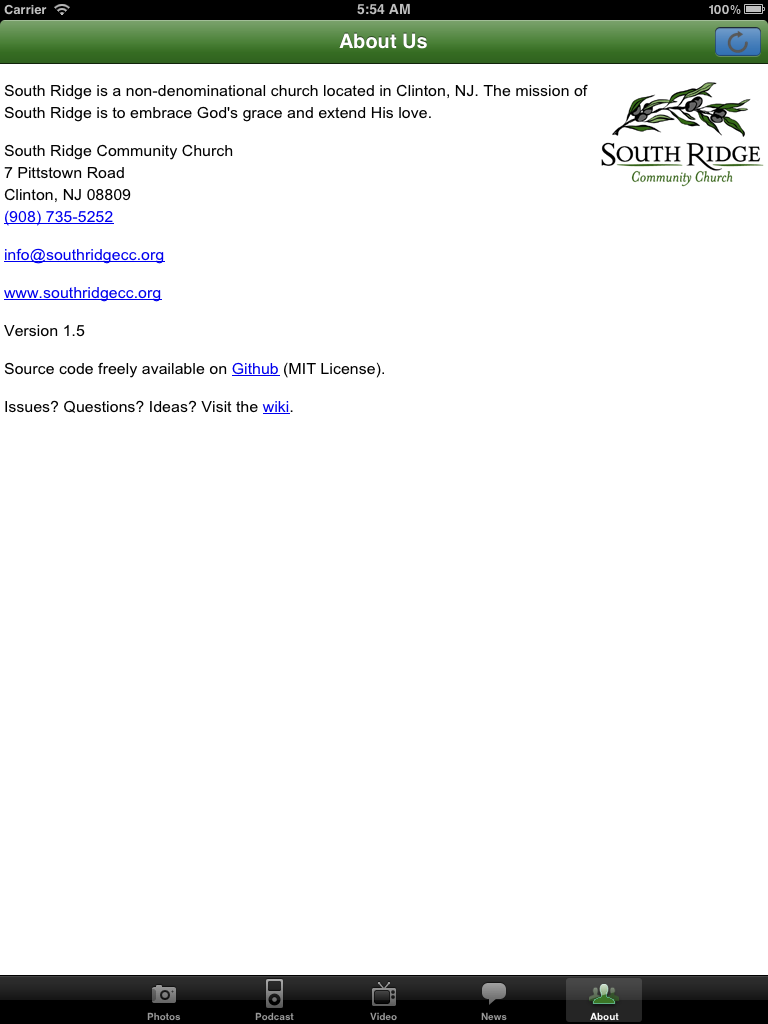 Carrier 5:54 AM 100%
About Us
South Ridge is a non-denominational church located in Clinton, NJ. The mission of
South Ridge is to embrace God's grace and extend His love.
SOUTH RIDGE
Community Church
South Ridge Community Church
7 Pittstown Road
Clinton, NJ 08809
(908) 735-5252
info@southridgecc.org
www.southridgecc.org
Version 1.5
Source code freely available on Github (MIT License).
Issues? Questions? Ideas? Visit the wiki.
Photos Podcast Video News About